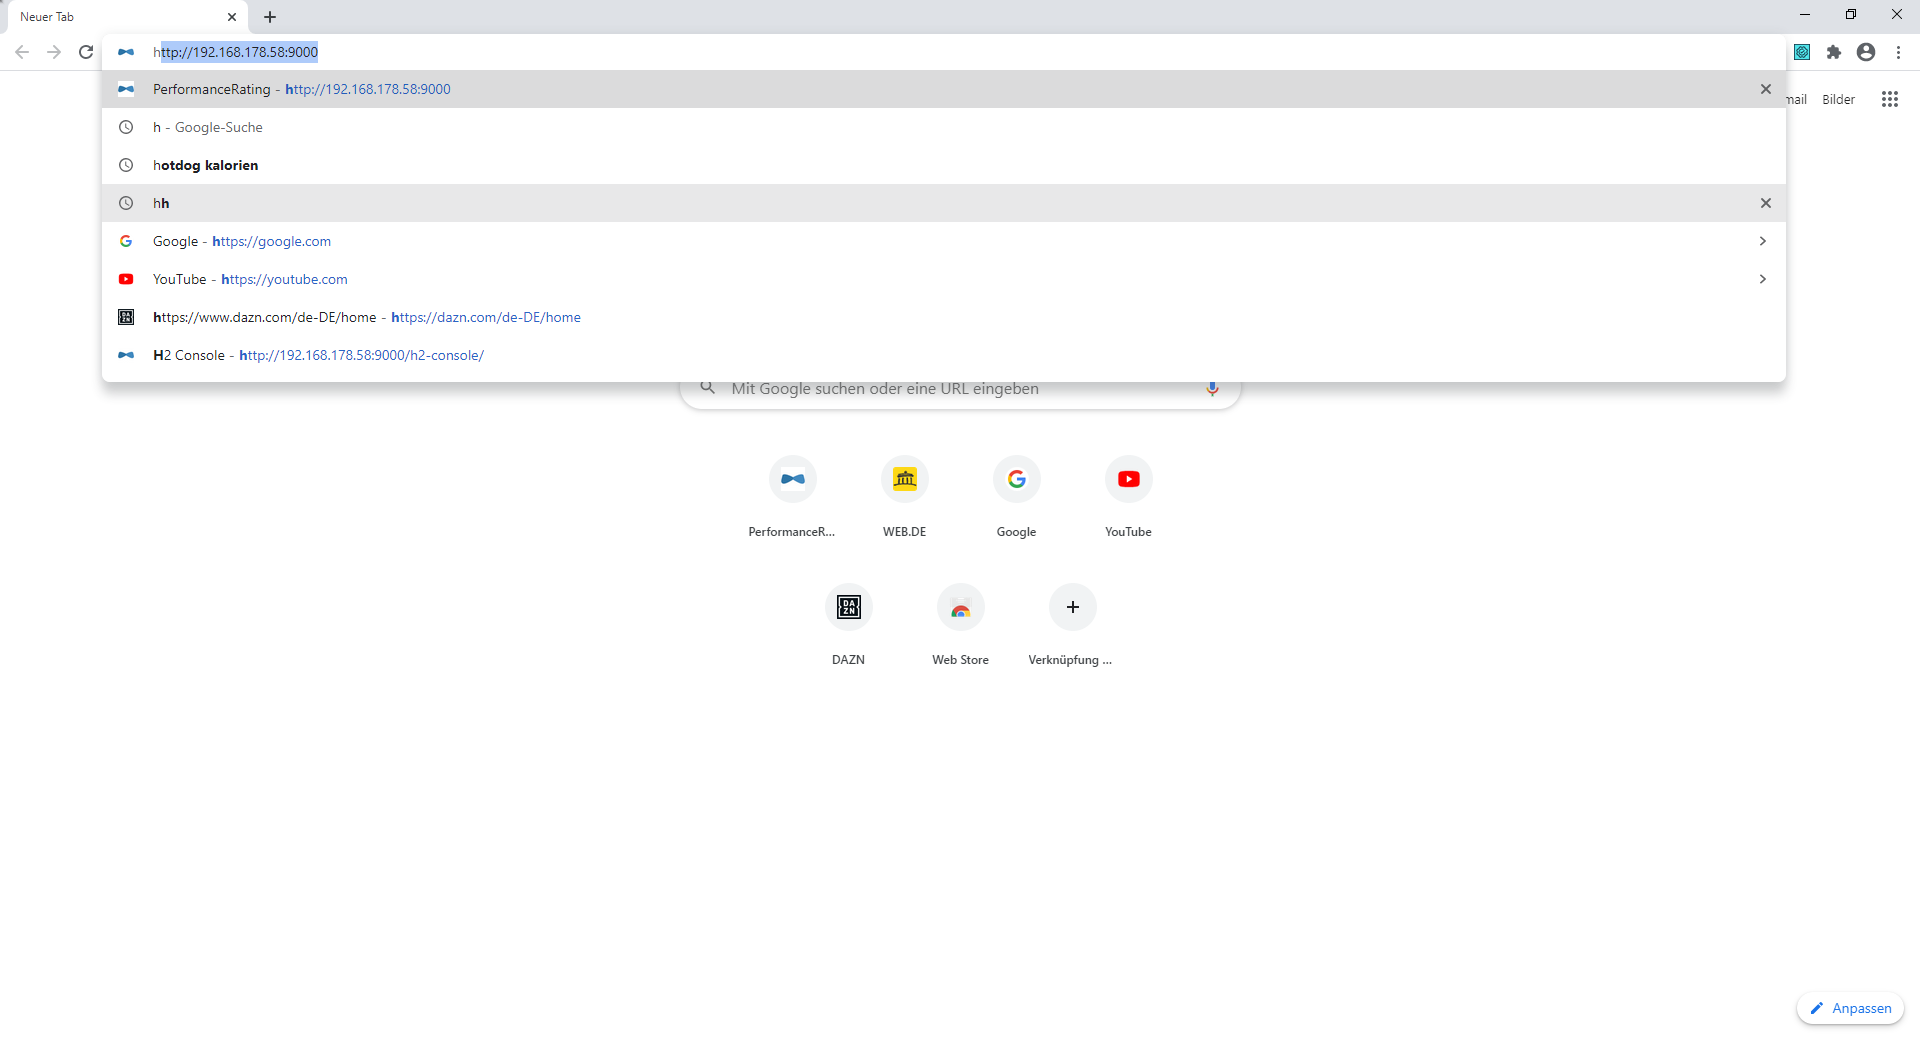 Neuer Tab
http://192.168.178.58:9000
PerformanceRating - http://192.168.178.58:9000
h - Google-Suche
hotdog kalorien
hh
Google - https://google.com
YouTube - https://youtube.com
https://www.dazn.com/de-DE/home - https://dazn.com/de-DE/home
H2 Console - http://192.168.178.58:9000/h2-console/
Bilder
Mit Google suchen oder eine URL eingeben
PerformanceR...
WEB.DE
Google
YouTube
DAZN
DAZN
Web Store
Verknüpfung ...
Anpassen